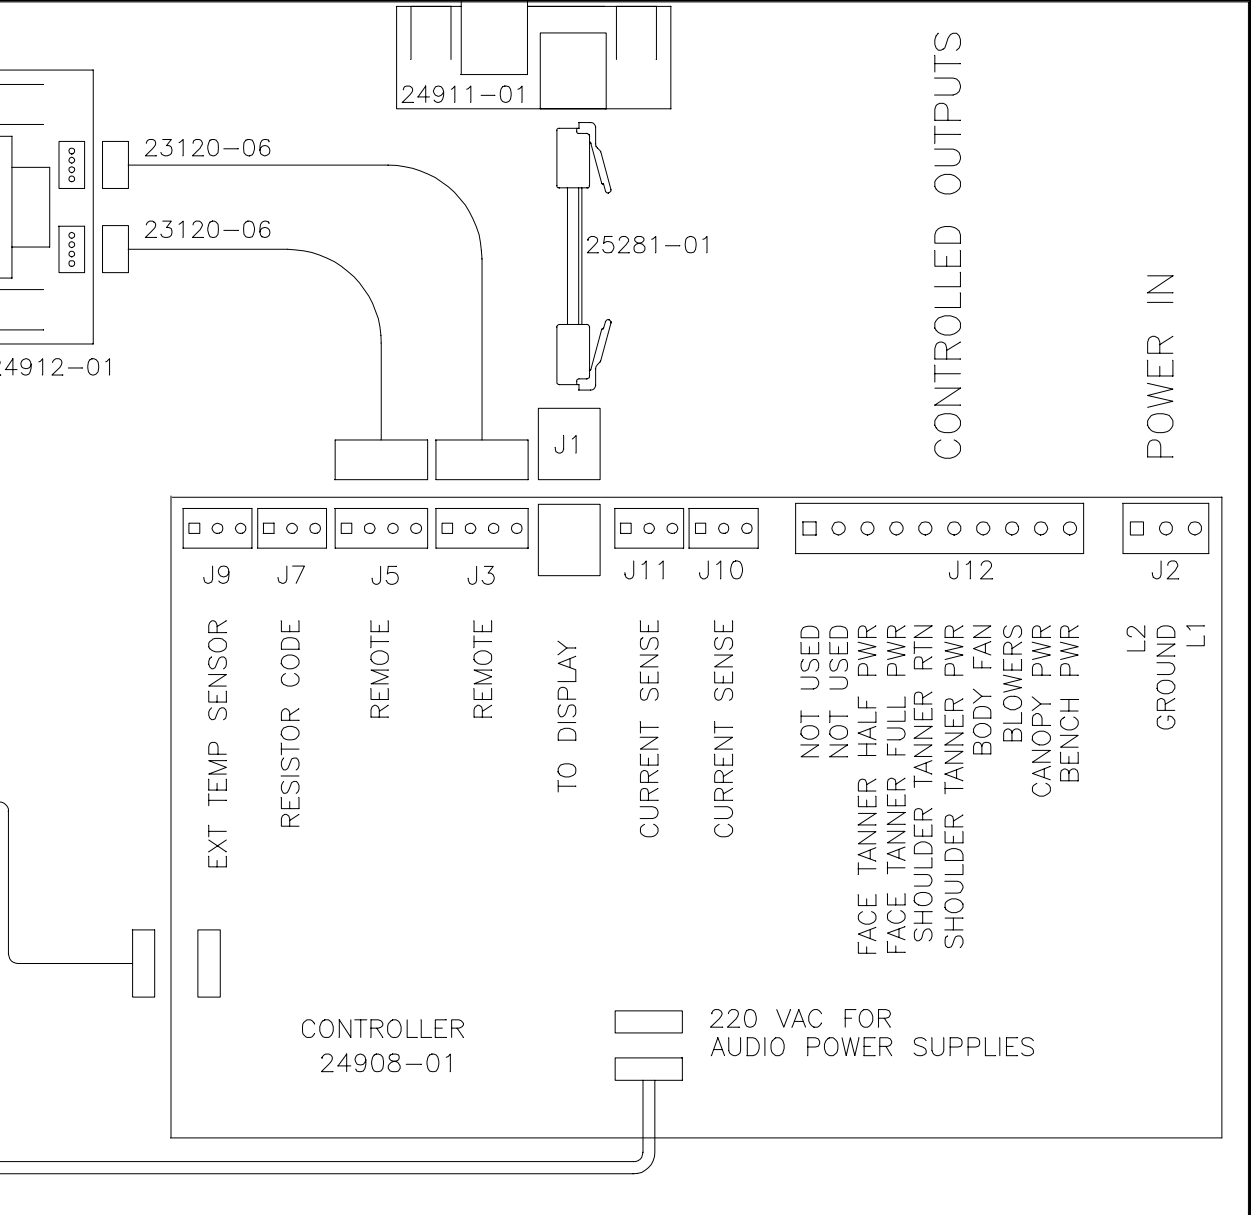 24911-01
23120-06
23120-06
25281-01
4912-01
CONTROLLED OUTPUTS
POWER IN
J1
J9
J7
J5
J3
J11
J10
J12
J2
EXT TEMP SENSOR
RESISTOR CODE
REMOTE
REMOTE
TO DISPLAY
CURRENT SENSE
CURRENT SENSE
NOT USED
NOT USED
FACE TANNER HALF PWR
FACE TANNER FULL PWR
SHOULDER TANNER RTN
SHOULDER TANNER PWR
BODY FAN
BLOWERS
CANOPY PWR
BENCH PWR
L2
GROUND
L1
CONTROLLER
24908-01
220 VAC FOR
AUDIO POWER SUPPLIES